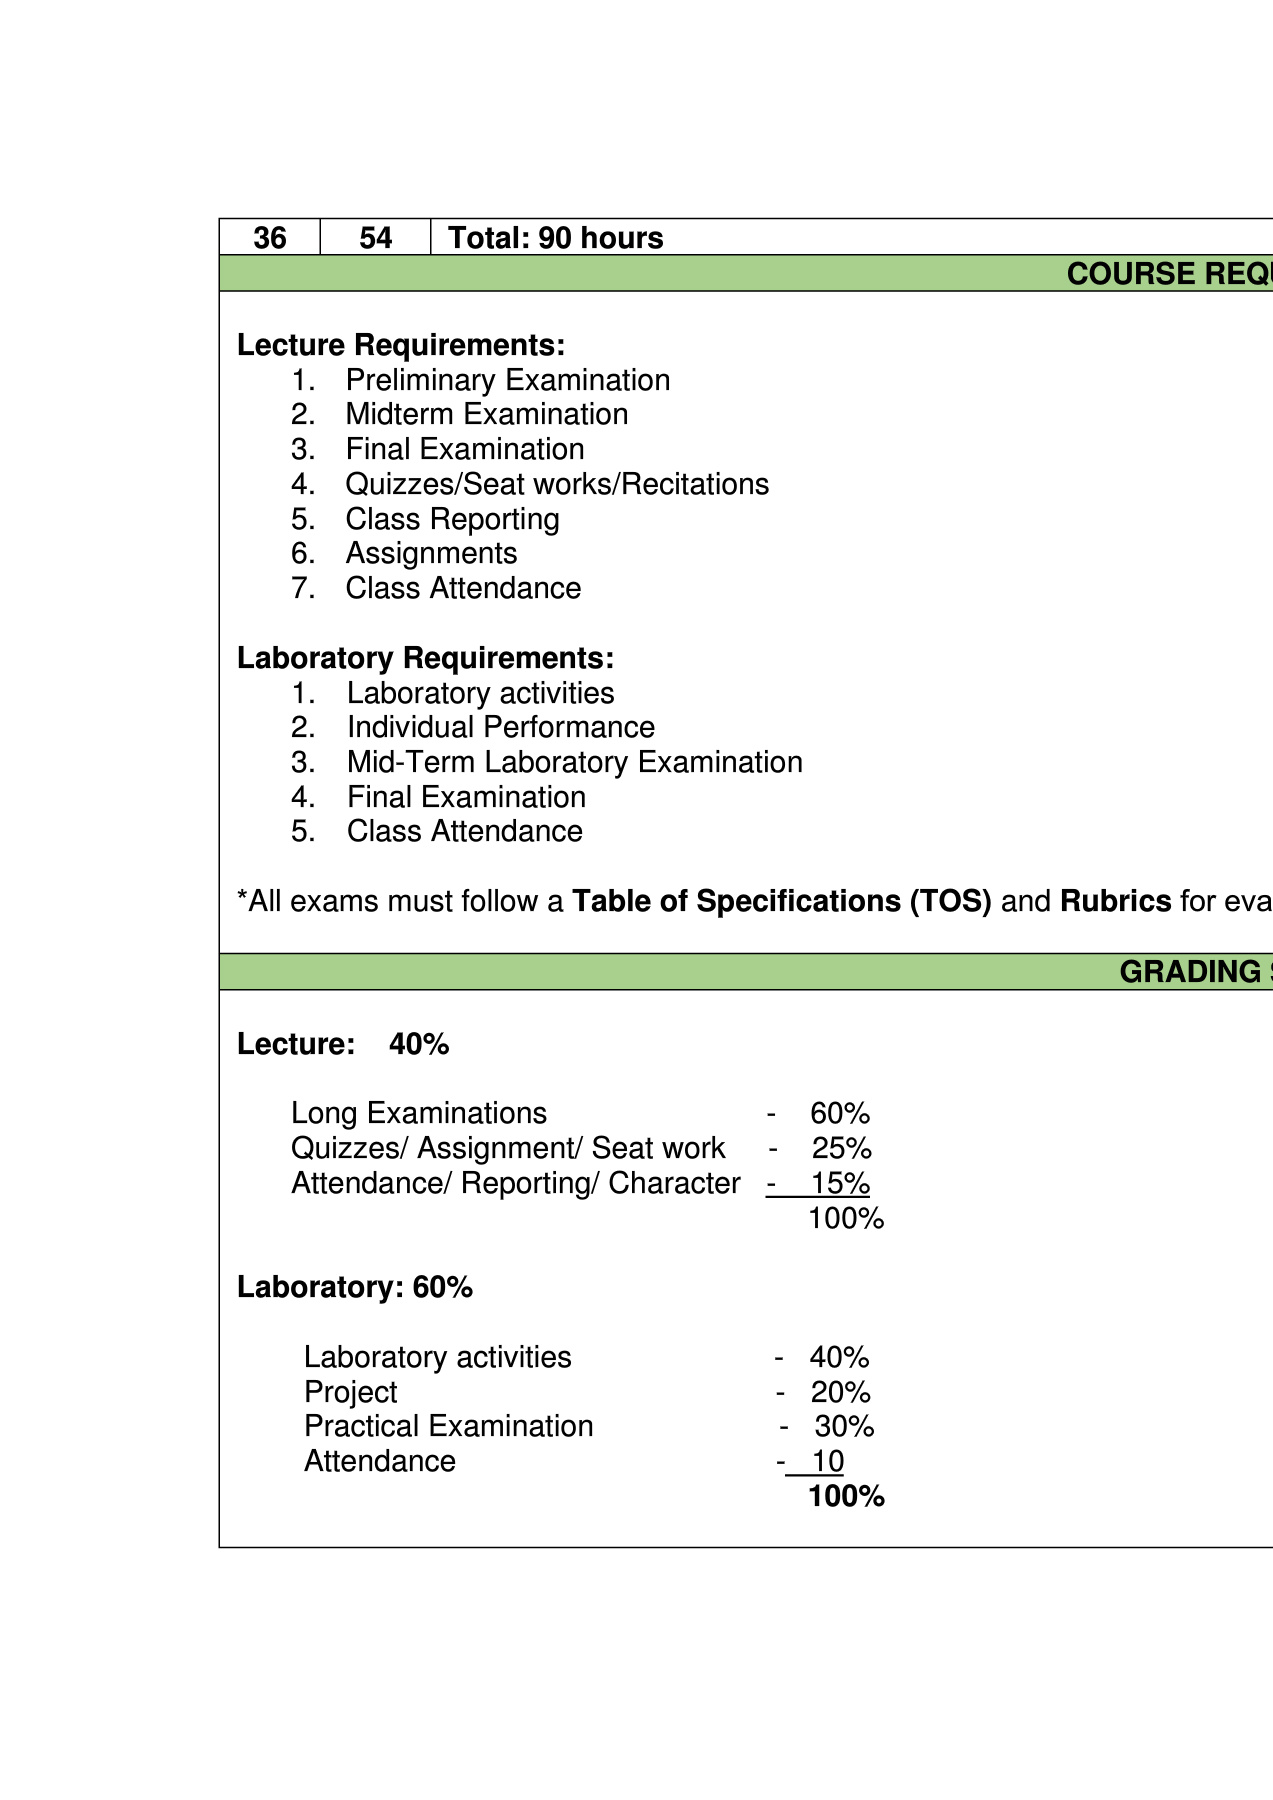 36 54 Total: 90 hours
COURSE REQU
Lecture Requirements:
1. Preliminary Examination
2. Midterm Examination
3. Final Examination
4. Quizzes/Seat works/Recitations
5. Class Reporting
6. Assignments
7. Class Attendance
Laboratory Requirements:
1. Laboratory activities
2. Individual Performance
3. Mid-Term Laboratory Examination
4. Final Examination
5. Class Attendance
*All exams must follow a Table of Specifications (TOS) and Rubrics for eva
GRADING S
Lecture: 40%
Long Examinations - 60%
Quizzes/ Assignment/ Seat work - 25%
Attendance/ Reporting/ Character - 15%
100%
Laboratory: 60%
Laboratory activities - 40%
Project - 20%
Practical Examination - 30%
Attendance - 10
100%